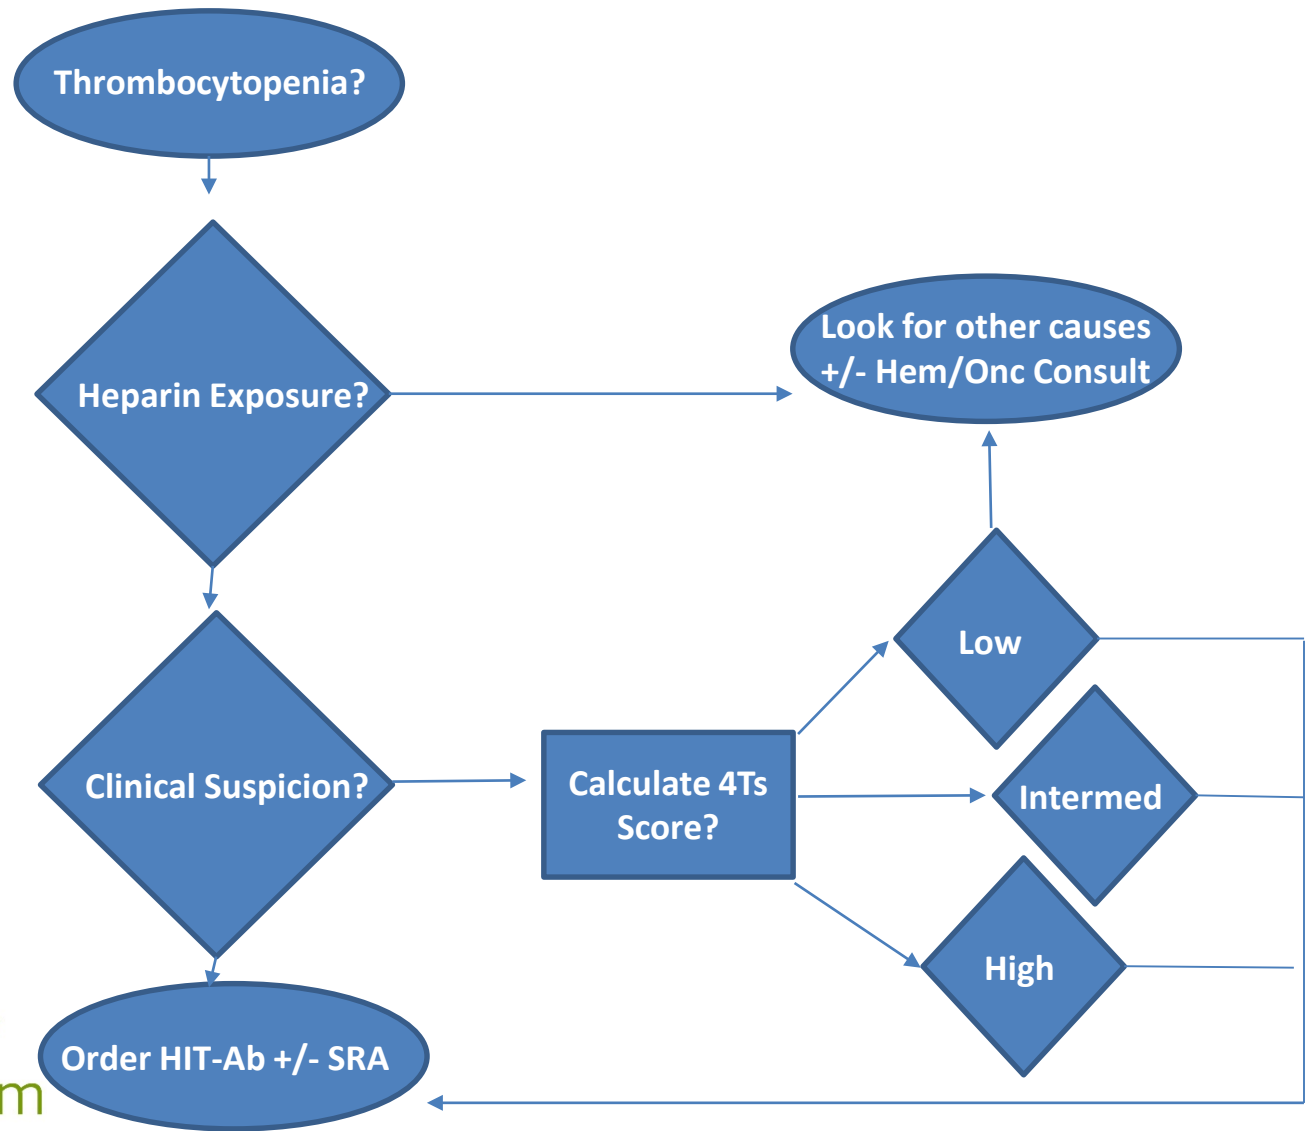 Thrombocytopenia?
Heparin Exposure?
Look for other causes
+/- Hem/Onc Consult
Clinical Suspicion?
Calculate 4Ts
Score?
Low
Intermed
High
Order HIT-Ab +/- SRA
m